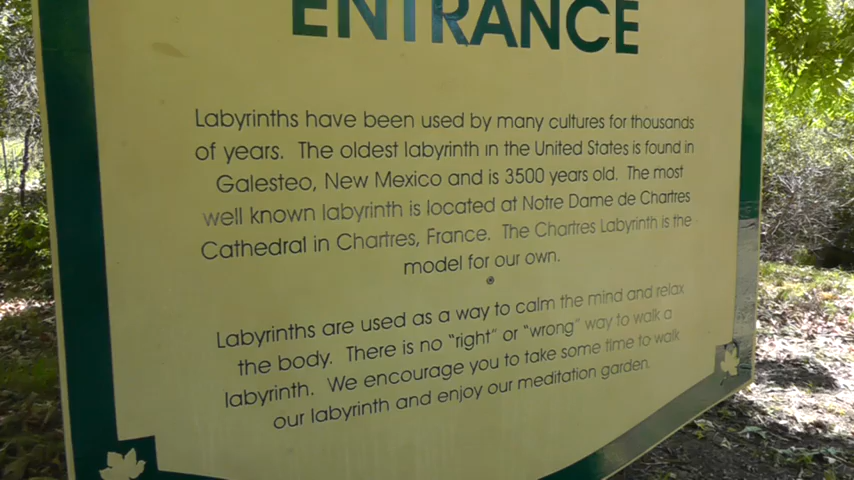 ENTRANCE
Labyrinths have been used by many cultures for thousands
of years. The oldest labyrinth in the United States is found in
Galesteo, New Mexico and is 3500 years old. The most
well known labyrinth is located at Notre Dame de Chartres
Cathedral in Chartres, France. The Chartres Labyrinth is the
model for our own.
Labyrinths are used as a way to calm the mind and relax
the body. There is no "right" or "wrong" way to walk a
labyrinth. We encourage you to take some time to walk
our labyrinth and enjoy our meditation garden.